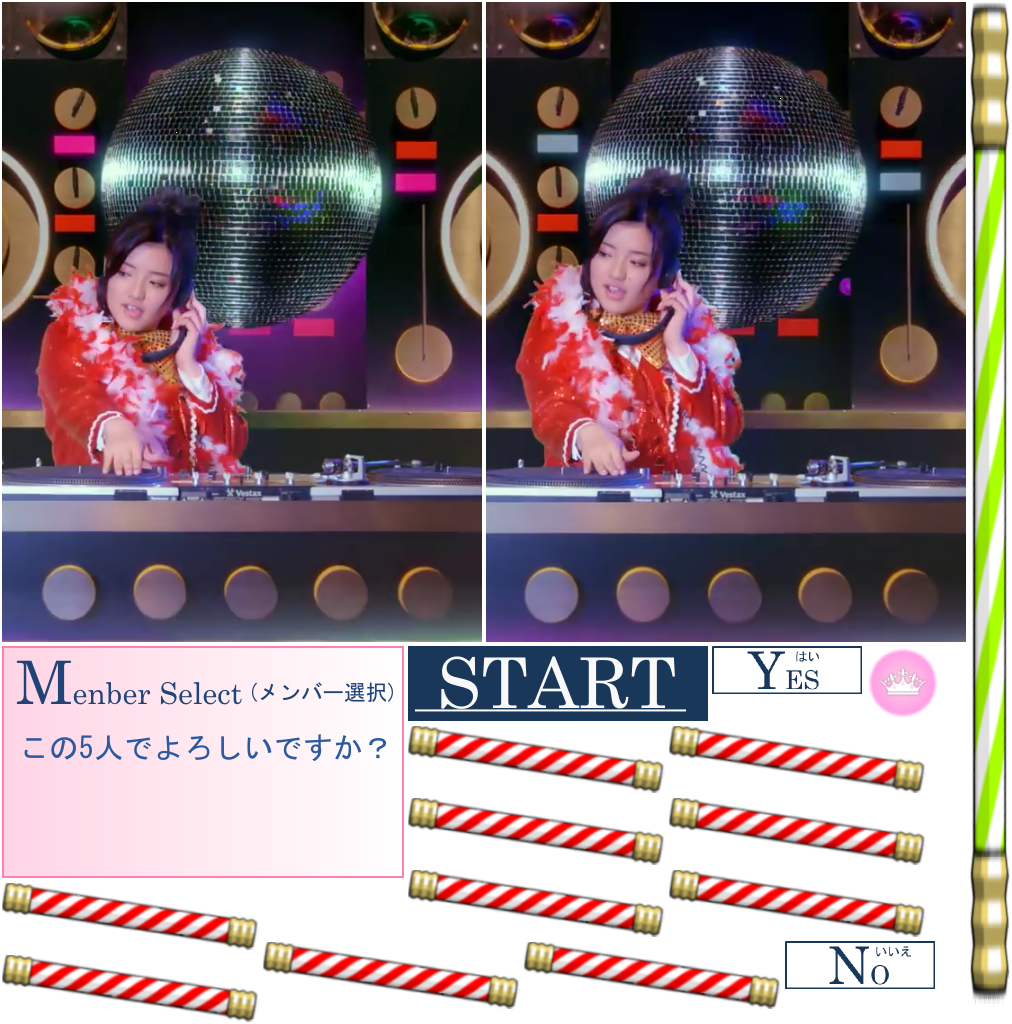 Vestax
Vestax
Menber Select（メンバー選択）
この5人でよろしいですか？
START
はい
YES
いいえ
No